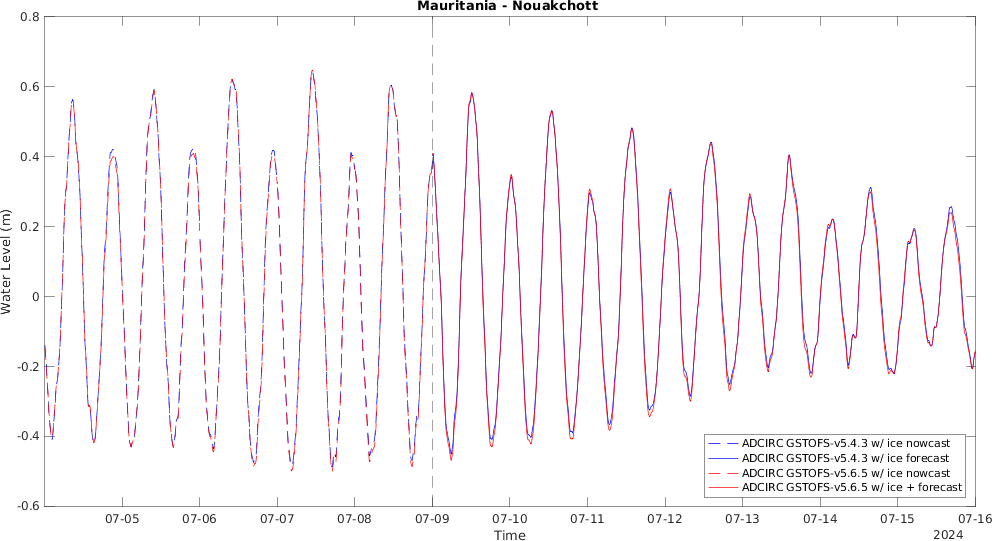 Mauritania - Nouakchott
0.8
0.6
0.4
0.2
0
-0.2
-0.4
-0.6
Water Level (m)
ADCIRC GSTOFS-v5.4.3 w/ ice nowcast
ADCIRC GSTOFS-v5.4.3 w/ ice forecast
ADCIRC GSTOFS-v5.6.5 w/ ice nowcast
ADCIRC GSTOFS-v5.6.5 w/ ice + forecast
07-05 07-06 07-07 07-08 07-09 07-10 07-11 07-12 07-13 07-14 07-15 07-16
Time
2024